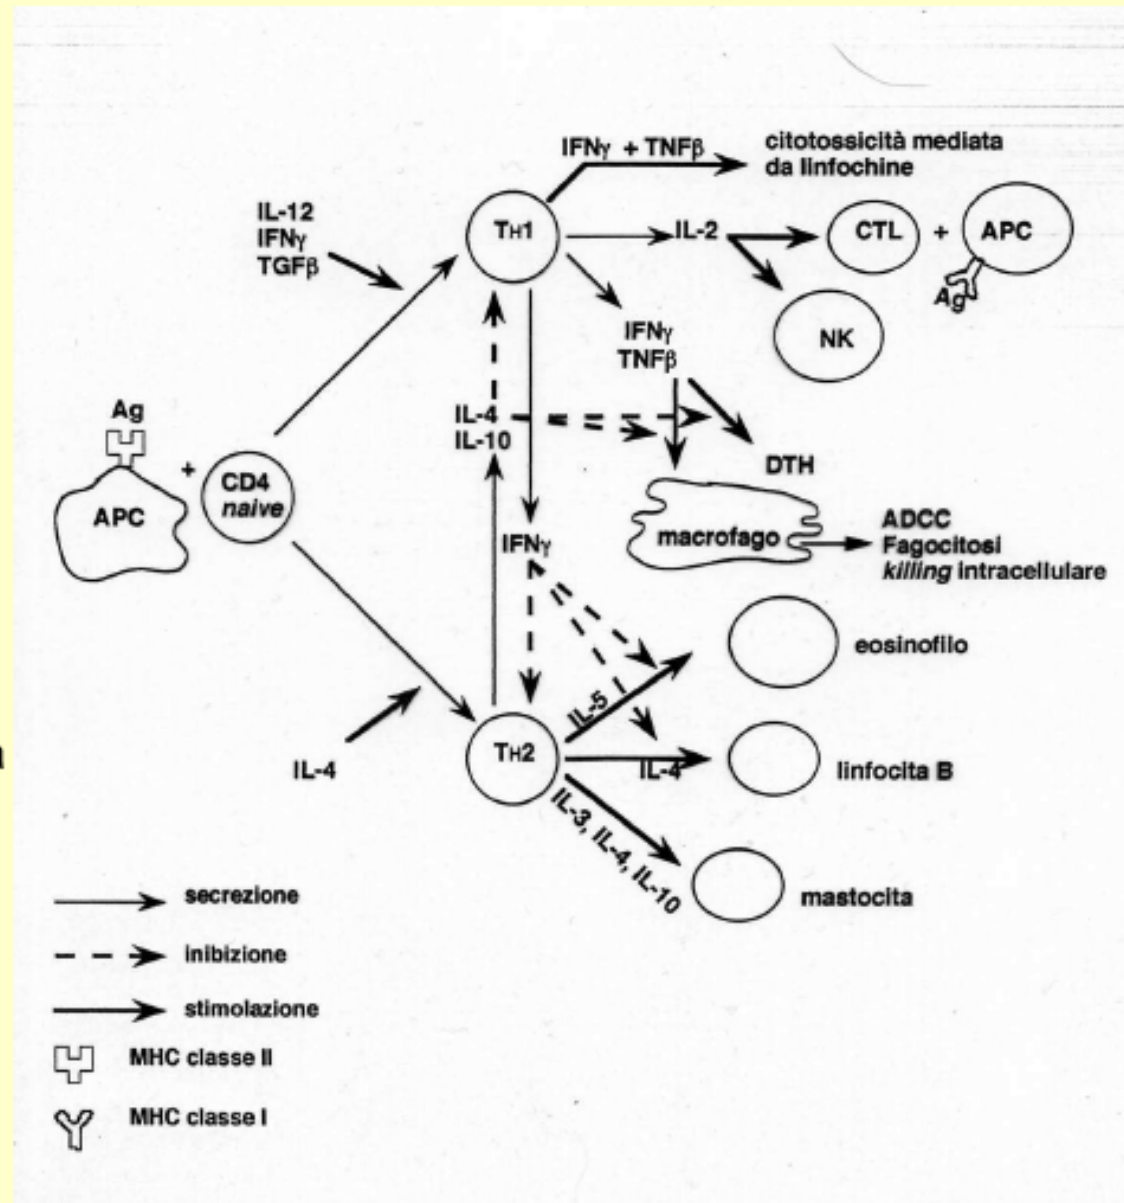 IFNγ + TNFβ
citotossicità mediata
da linfochine
IL-12
IFNγ
TGFβ
TH1
IL-2
CTL
+
APC
Ag
NK
IFNγ
TNFβ
Ag
IL-4
IL-10
+
CD4
naive
APC
DTH
macrofago
ADCC
Fagocitosi
killing intracellulare
IFNγ
eosinofilo
IL-5
TH2
IL-4
linfocita B
IL-4
IL-3, IL-4, IL-10
mastocita
secrezione
inibizione
stimolazione
MHC classe II
MHC classe I